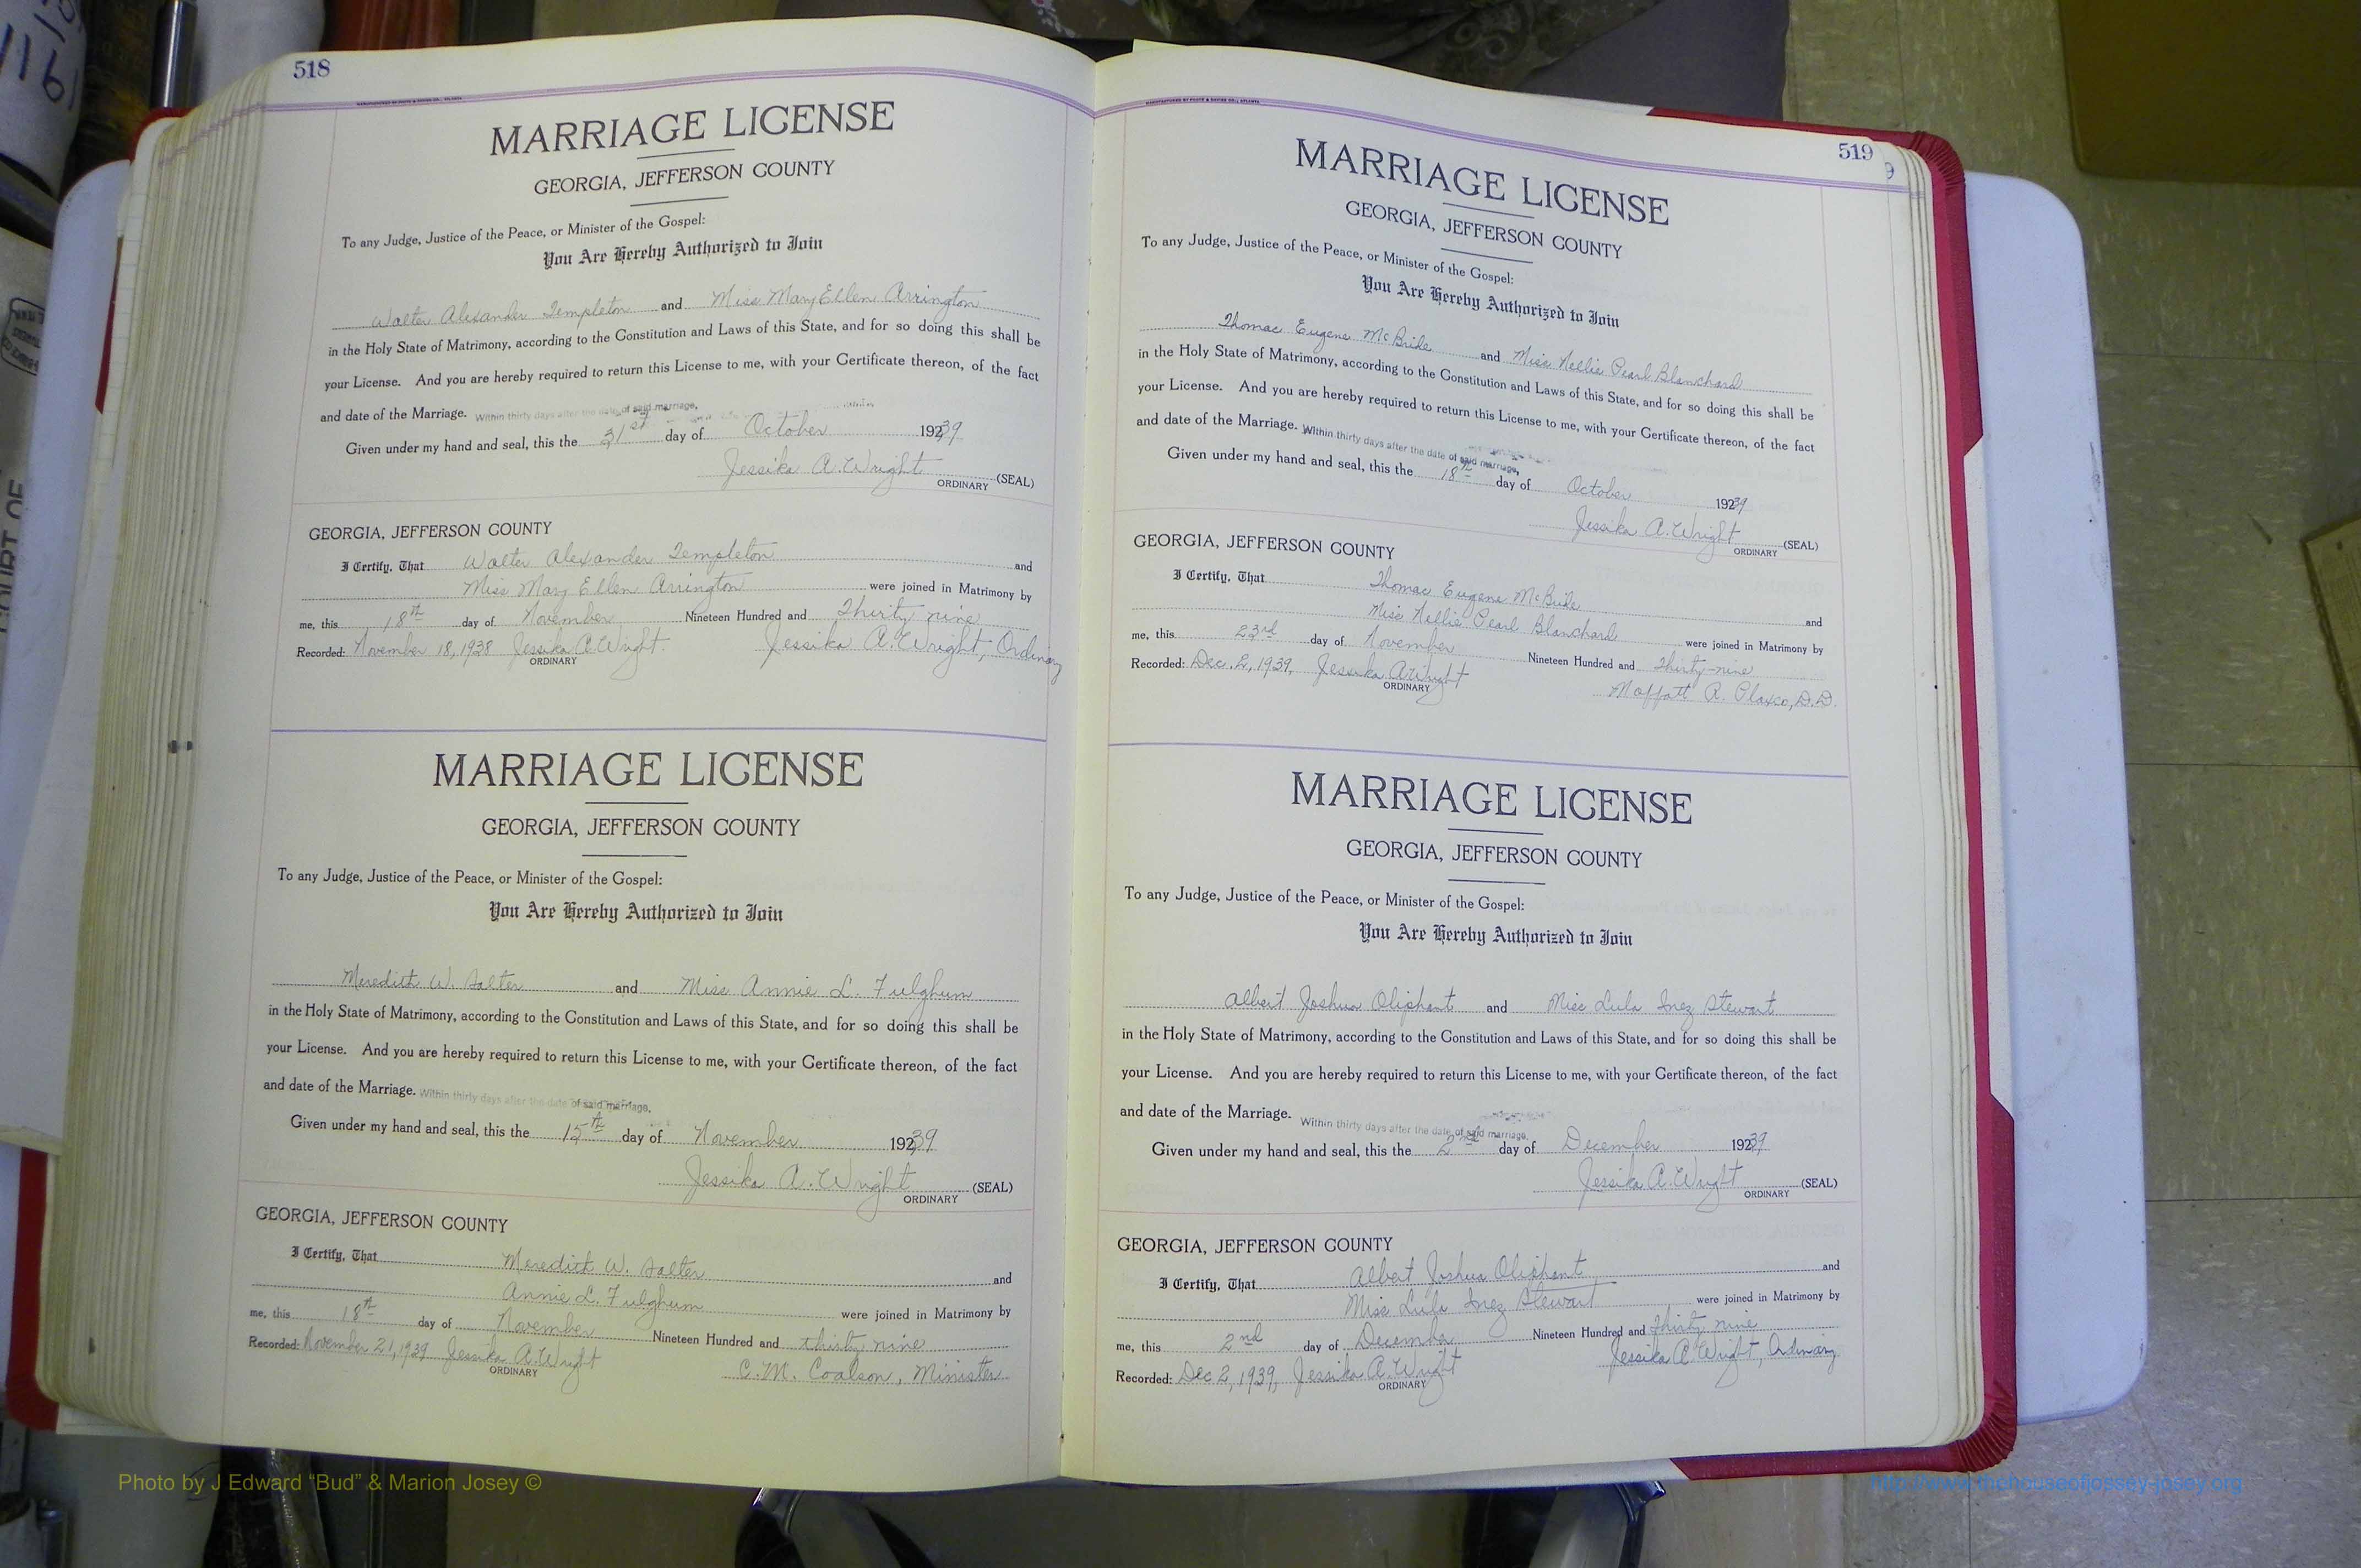 518
MANUFACTURED BY FOOTE & DAVIES CO., ATLANTA
MARRIAGE LICENSE
GEORGIA, JEFFERSON COUNTY
To any Judge, Justice of the Peace, or Minister of the Gospel:
You Are Hereby Authorized to Join
Walter Alexander Templeton and Miss Mary Ellen Arrington
in the Holy State of Matrimony, according to the Constitution and Laws of this State, and for so doing this shall be
your License. And you are hereby required to return this License to me, with your Certificate thereon, of the fact
and date of the Marriage. Within thirty days after the date of said marriage,
Given under my hand and seal, this the 31st day of October 19239
Jessika A. Wright (SEAL)
ORDINARY
GEORGIA, JEFFERSON COUNTY
I Certify, That Walter Alexander Templeton and
Miss Mary Ellen Arrington were joined in Matrimony by
me, this 18th day of November Nineteen Hundred and Thirty nine
Recorded: November 18, 1938 Jessika A. Wright. Jessika A. Wright, Ordinary
ORDINARY
MARRIAGE LICENSE
GEORGIA, JEFFERSON COUNTY
To any Judge, Justice of the Peace, or Minister of the Gospel:
You Are Hereby Authorized to Join
Meredith W. Salter and Miss Annie L. Fulghum
in the Holy State of Matrimony, according to the Constitution and Laws of this State, and for so doing this shall be
your License. And you are hereby required to return this License to me, with your Certificate thereon, of the fact
and date of the Marriage. Within thirty days after the date of said marriage,
Given under my hand and seal, this the 15th day of November 19239
Jessika A. Wright (SEAL)
ORDINARY
GEORGIA, JEFFERSON COUNTY
I Certify, That Meredith W. Salter and
Annie L. Fulghum were joined in Matrimony by
me, this 18th day of November Nineteen Hundred and thirty nine
Recorded: November 21, 1939 Jessika A. Wright C. M. Coalson, Minister
ORDINARY
519
MANUFACTURED BY FOOTE & DAVIES CO., ATLANTA
MARRIAGE LICENSE
GEORGIA, JEFFERSON COUNTY
To any Judge, Justice of the Peace, or Minister of the Gospel:
You Are Hereby Authorized to Join
Thomas Eugene McBride and Miss Nellie Pearl Blanchard
in the Holy State of Matrimony, according to the Constitution and Laws of this State, and for so doing this shall be
your License. And you are hereby required to return this License to me, with your Certificate thereon, of the fact
and date of the Marriage. Within thirty days after the date of said marriage,
Given under my hand and seal, this the 18th day of October 19239
Jessika A. Wright (SEAL)
ORDINARY
GEORGIA, JEFFERSON COUNTY
I Certify, That Thomas Eugene McBride and
Miss Nellie Pearl Blanchard were joined in Matrimony by
me, this 23rd day of November Nineteen Hundred and Thirty-nine
Recorded: Dec. 2, 1939, Jessika A Wright Moffatt R. Plaxco, D.D.
ORDINARY
MARRIAGE LICENSE
GEORGIA, JEFFERSON COUNTY
To any Judge, Justice of the Peace, or Minister of the Gospel:
You Are Hereby Authorized to Join
Albert Joshua Oliphant and Miss Lula Inez Stewart
in the Holy State of Matrimony, according to the Constitution and Laws of this State, and for so doing this shall be
your License. And you are hereby required to return this License to me, with your Certificate thereon, of the fact
and date of the Marriage. Within thirty days after the date of said marriage,
Given under my hand and seal, this the 2nd day of December 19239
Jessika A. Wright (SEAL)
ORDINARY
GEORGIA, JEFFERSON COUNTY
I Certify, That Albert Joshua Oliphant and
Miss Lula Inez Stewart were joined in Matrimony by
me, this 2nd day of December Nineteen Hundred and Thirty nine
Recorded: Dec 2, 1939, Jessika A. Wright Jessika A. Wright, Ordinary
ORDINARY
Photo by J Edward “Bud” & Marion Josey ©
http://www.thehouseofjossey-josey.org